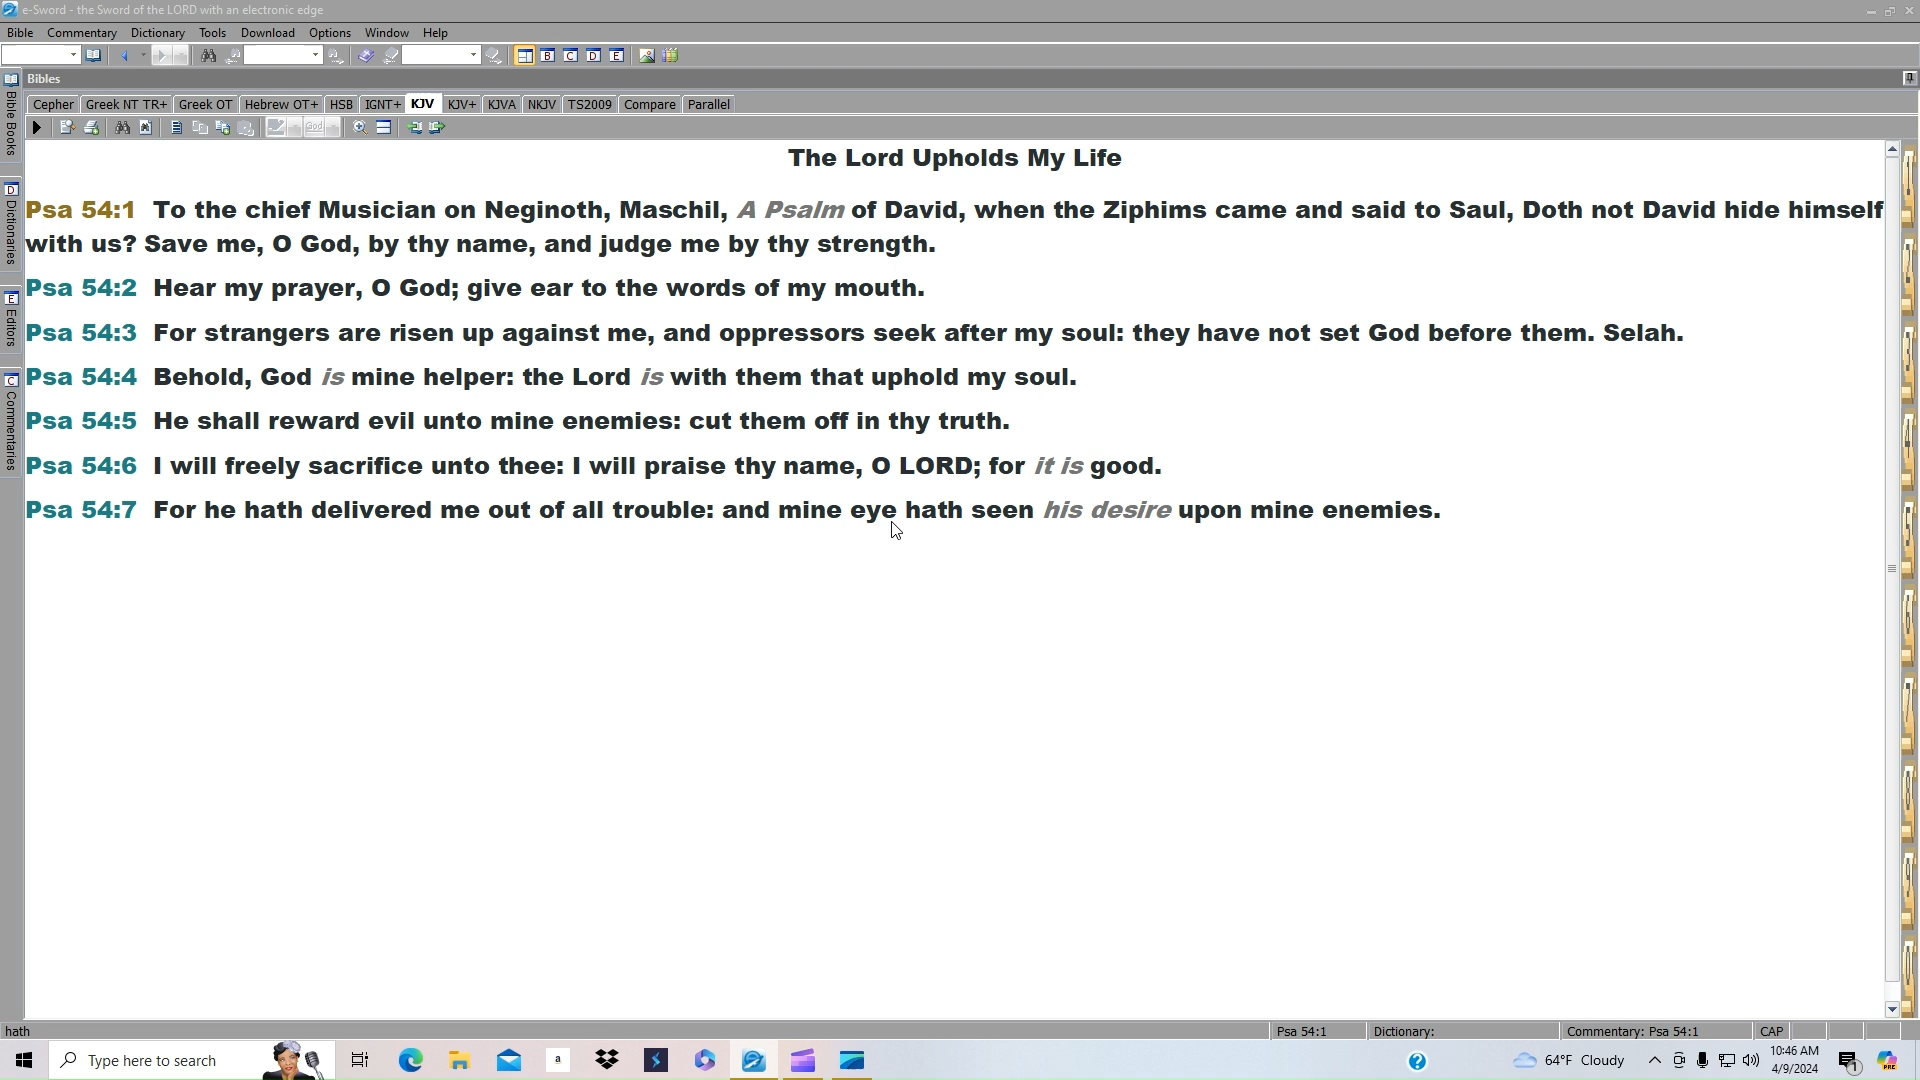 e-Sword - the Sword of the LORD with an electronic edge
Bible Commentary Dictionary Tools Download Options Window Help
B C D E
Bibles
Cepher Greek NT TR+ Greek OT Hebrew OT+ HSB IGNT+ KJV KJV+ KJVA NKJV TS2009 Compare Parallel
God
Bible Books
D Dictionaries
E Editors
C Commentaries
The Lord Upholds My Life
Psa 54:1 To the chief Musician on Neginoth, Maschil, A Psalm of David, when the Ziphims came and said to Saul, Doth not David hide himself
with us? Save me, O God, by thy name, and judge me by thy strength.
Psa 54:2 Hear my prayer, O God; give ear to the words of my mouth.
Psa 54:3 For strangers are risen up against me, and oppressors seek after my soul: they have not set God before them. Selah.
Psa 54:4 Behold, God is mine helper: the Lord is with them that uphold my soul.
Psa 54:5 He shall reward evil unto mine enemies: cut them off in thy truth.
Psa 54:6 I will freely sacrifice unto thee: I will praise thy name, O LORD; for it is good.
Psa 54:7 For he hath delivered me out of all trouble: and mine eye hath seen his desire upon mine enemies.
hath Psa 54:1 Dictionary: Commentary: Psa 54:1 CAP
Type here to search a 64°F Cloudy 10:46 AM
4/9/2024 1 PRE